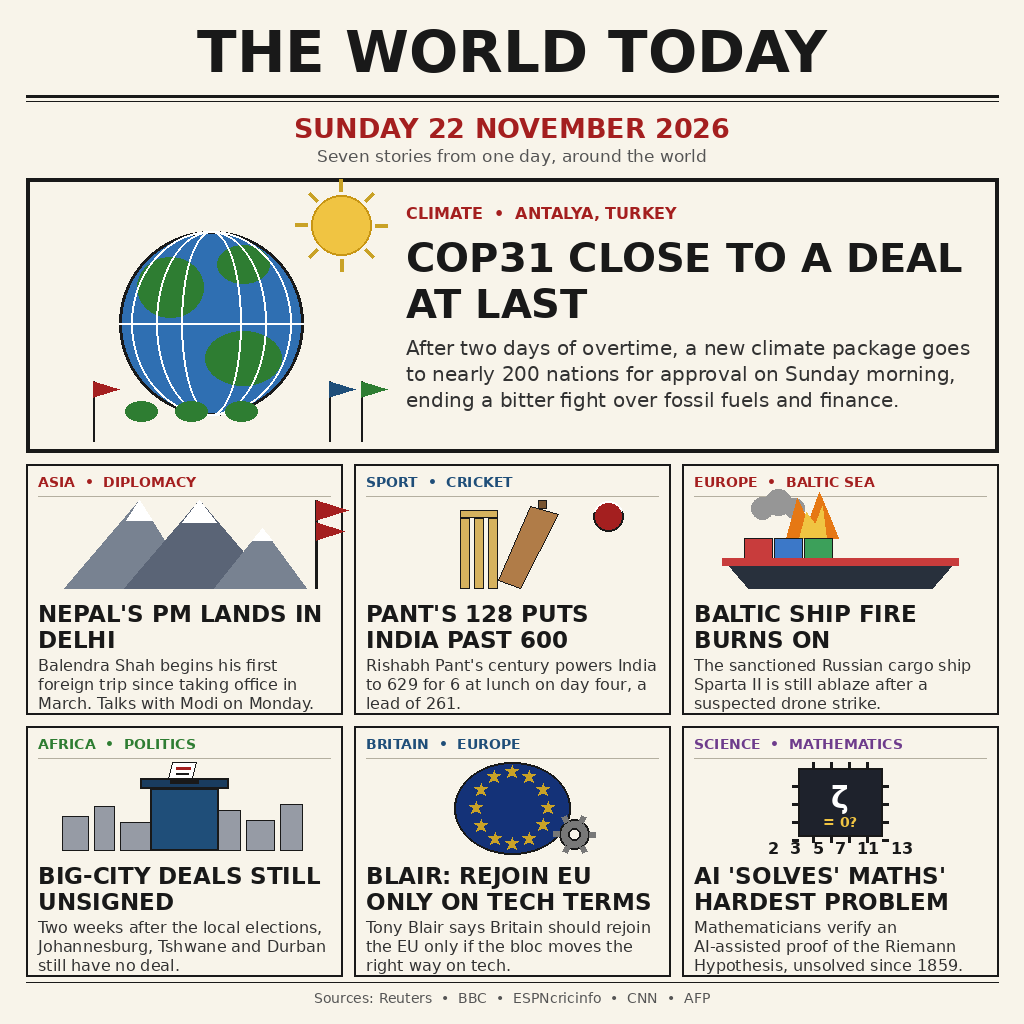 THE WORLD TODAY
SUNDAY 22 NOVEMBER 2026
Seven stories from one day, around the world
CLIMATE • ANTALYA, TURKEY
COP31 CLOSE TO A DEAL
AT LAST
After two days of overtime, a new climate package goes
to nearly 200 nations for approval on Sunday morning,
ending a bitter fight over fossil fuels and finance.
ASIA • DIPLOMACY
NEPAL'S PM LANDS IN
DELHI
Balendra Shah begins his first
foreign trip since taking office in
March. Talks with Modi on Monday.
SPORT • CRICKET
PANT'S 128 PUTS
INDIA PAST 600
Rishabh Pant's century powers India
to 629 for 6 at lunch on day four, a
lead of 261.
EUROPE • BALTIC SEA
BALTIC SHIP FIRE
BURNS ON
The sanctioned Russian cargo ship
Sparta II is still ablaze after a
suspected drone strike.
AFRICA • POLITICS
BIG-CITY DEALS STILL
UNSIGNED
Two weeks after the local elections,
Johannesburg, Tshwane and Durban
still have no deal.
BRITAIN • EUROPE
BLAIR: REJOIN EU
ONLY ON TECH TERMS
Tony Blair says Britain should rejoin
the EU only if the bloc moves the
right way on tech.
SCIENCE • MATHEMATICS
ζ
= 0?
2 3 5 7 11 13
AI 'SOLVES' MATHS'
HARDEST PROBLEM
Mathematicians verify an
AI-assisted proof of the Riemann
Hypothesis, unsolved since 1859.
Sources: Reuters • BBC • ESPNcricinfo • CNN • AFP